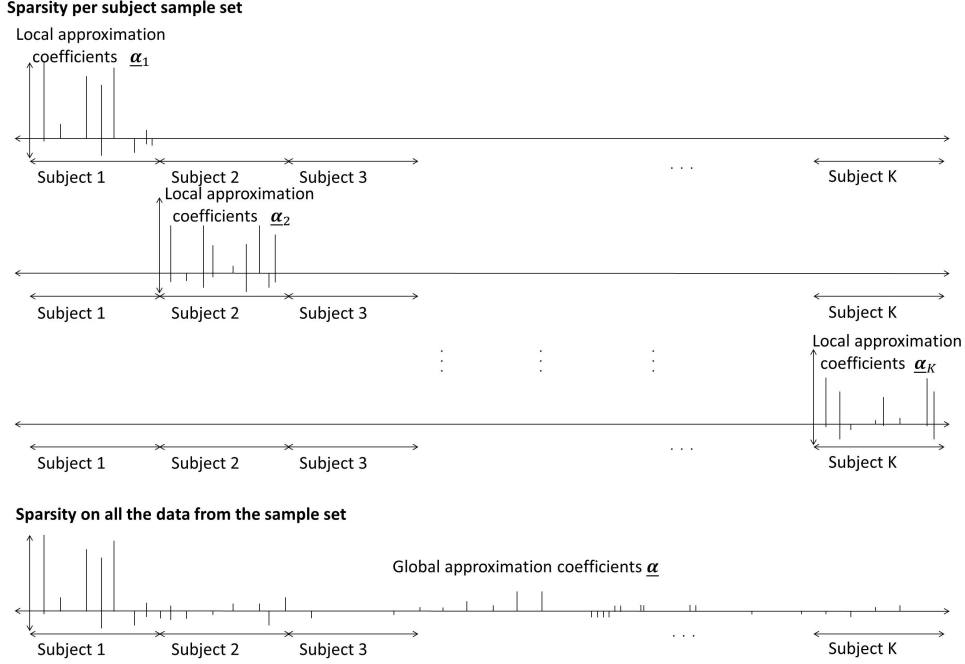 Sparsity per subject sample set
Local approximation
coefficients α₁
Subject 1 Subject 2 Subject 3 . . . Subject K
Local approximation
coefficients α₂
Subject 1 Subject 2 Subject 3 Subject K
Local approximation
coefficients α_K
Subject 1 Subject 2 Subject 3 . . . Subject K
Sparsity on all the data from the sample set
Global approximation coefficients α
Subject 1 Subject 2 Subject 3 . . . Subject K